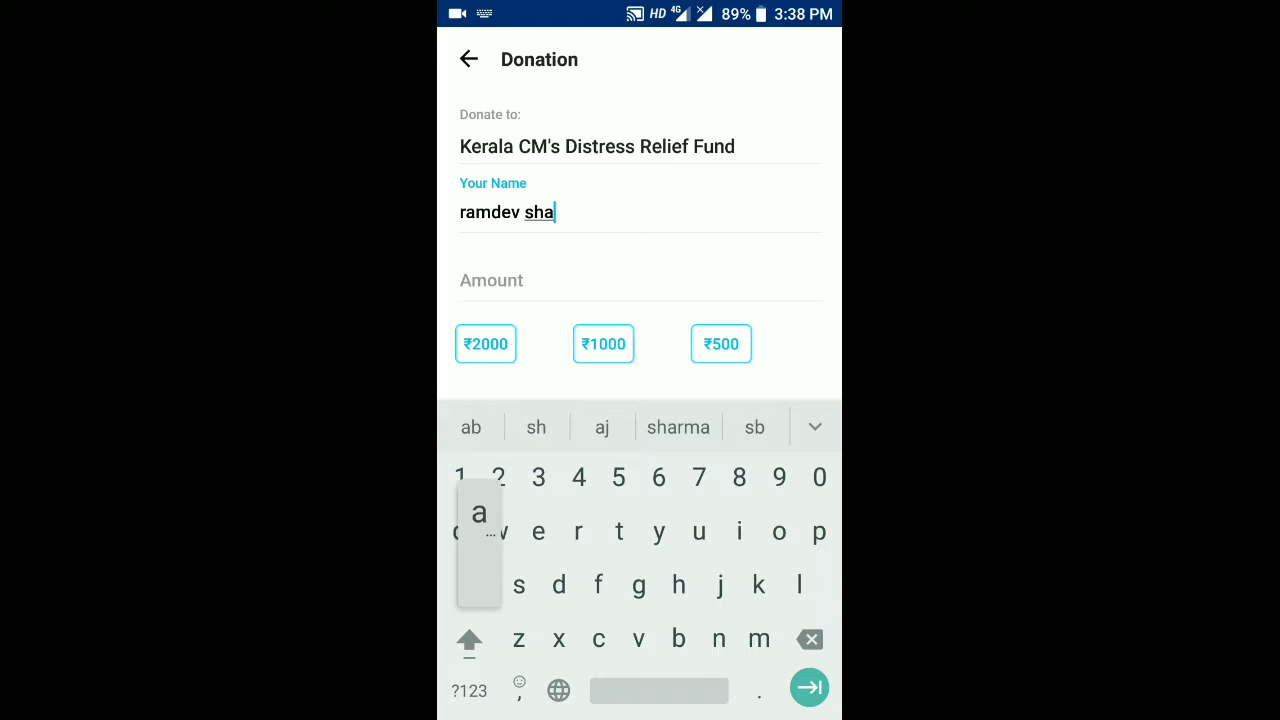 HD 4G 89% 3:38 PM
Donation
Donate to:
Kerala CM's Distress Relief Fund
Your Name
ramdev sha
Amount
₹2000 ₹1000 ₹500
ab sh aj sharma sb
1 2 3 4 5 6 7 8 9 0
a
w e r t y u i o p
s d f g h j k l
z x c v b n m
?123 , .